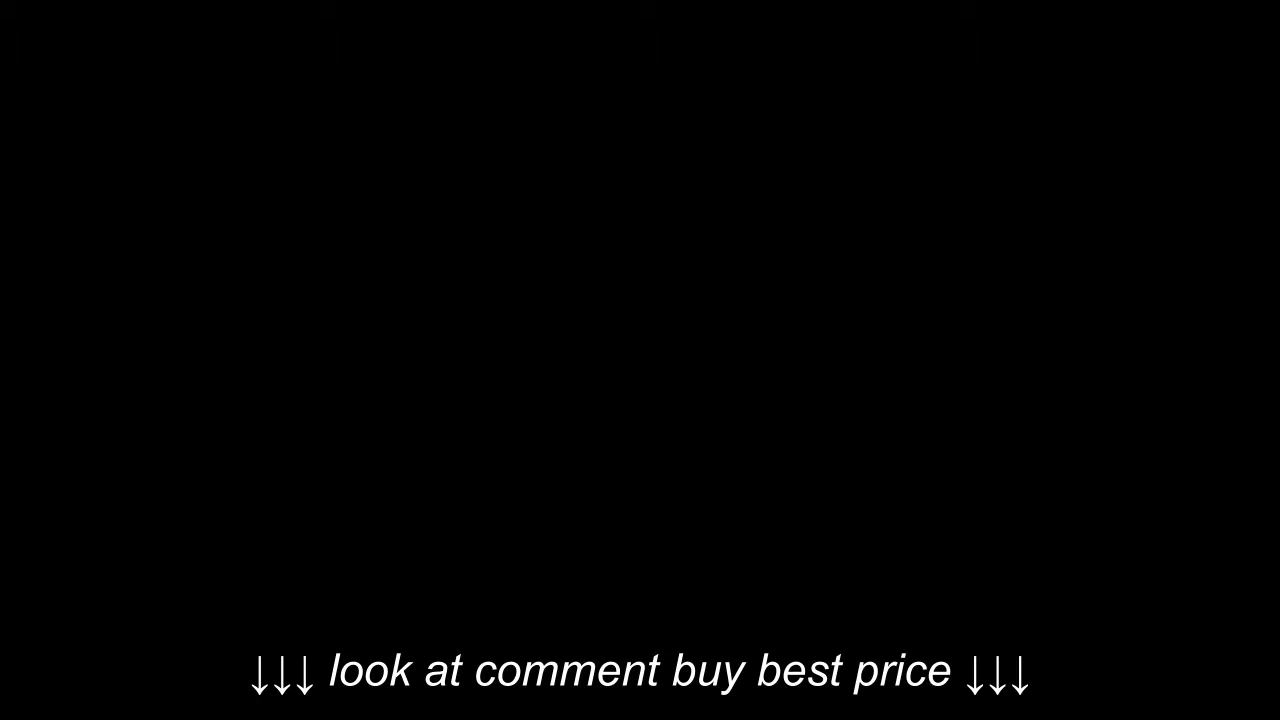 ↓↓↓ look at comment buy best price ↓↓↓